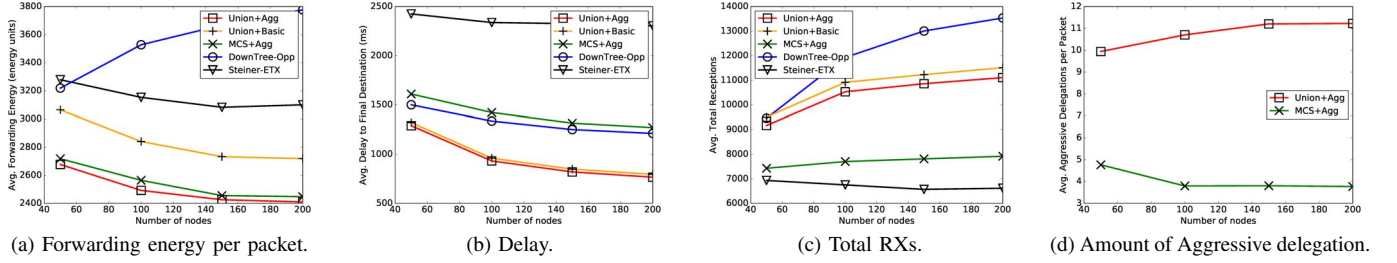 3800
3600
3400
3200
3000
2800
2600
2400
40 60 80 100 120 140 160 180 200
Number of nodes
Avg. Forwarding Energy (energy units)
Union+Agg
Union+Basic
MCS+Agg
DownTree-Opp
Steiner-ETX
(a) Forwarding energy per packet.
2500
2000
1500
1000
500
40 60 80 100 120 140 160 180 200
Number of nodes
Avg. Delay to Final Destination (ms)
Union+Agg
Union+Basic
MCS+Agg
DownTree-Opp
Steiner-ETX
(b) Delay.
14000
13000
12000
11000
10000
9000
8000
7000
6000
40 60 80 100 120 140 160 180 200
Number of nodes
Avg. Total Receptions
Union+Agg
Union+Basic
MCS+Agg
DownTree-Opp
Steiner-ETX
(c) Total RXs.
12
11
10
9
8
7
6
5
4
3
40 60 80 100 120 140 160 180 200
Number of nodes
Avg. Aggressive Delegations per Packet
Union+Agg
MCS+Agg
(d) Amount of Aggressive delegation.